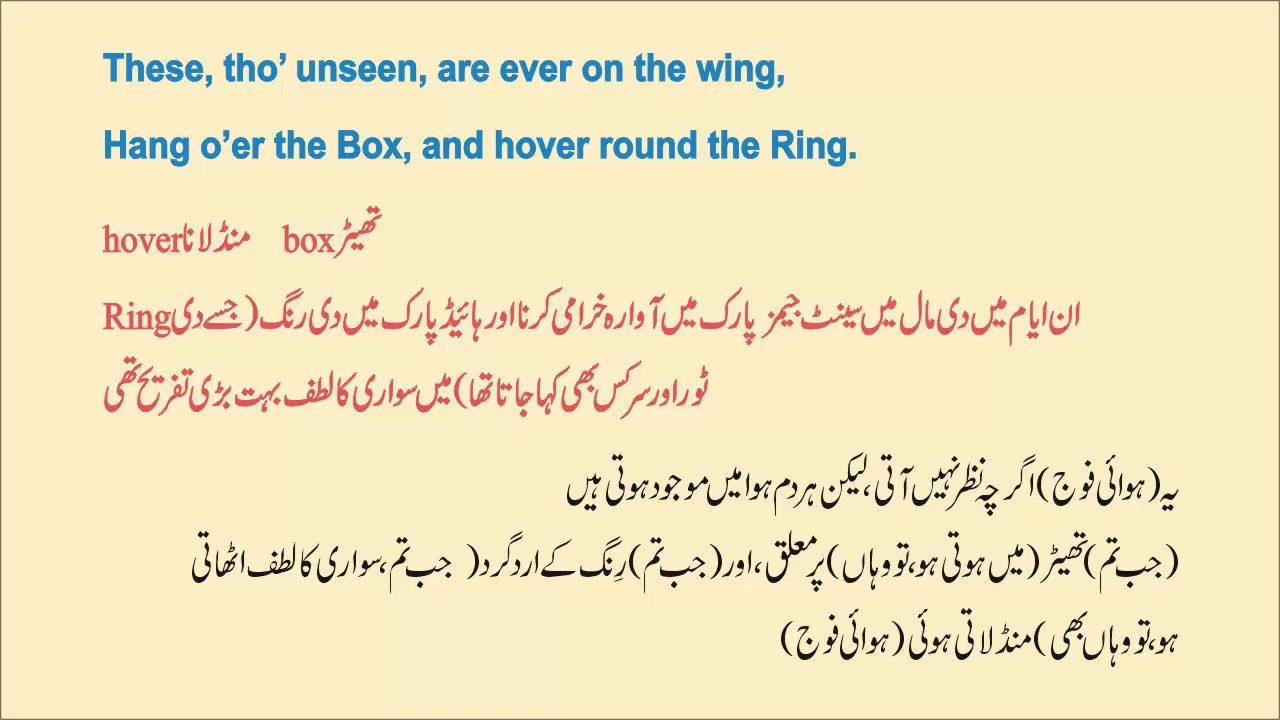 These, tho’ unseen, are ever on the wing,
Hang o’er the Box, and hover round the Ring.
hover منڈلانا box تھیٹر
ان ایام میں دی مال میں سینٹ جیمز پارک میں آوارہ خرامی کرنا اور ہائیڈ پارک میں دی رنگ (جسے دی Ring
ٹور اور سرکس بھی کہا جاتا تھا) میں سواری کا لطف بہت بڑی تفریح تھی
یہ (ہوائی فوج) اگرچہ نظر نہیں آتی، لیکن ہر دم ہوا میں موجود ہوتی ہیں
(جب تم) تھیٹر (میں ہوتی ہو، تو وہاں) پر معلق، اور (جب تم) رِنگ کے ارد گرد ( جب تم، سواری کا لطف اٹھاتی
ہو، تو وہاں بھی) منڈلاتی ہوئی (ہوائی فوج)